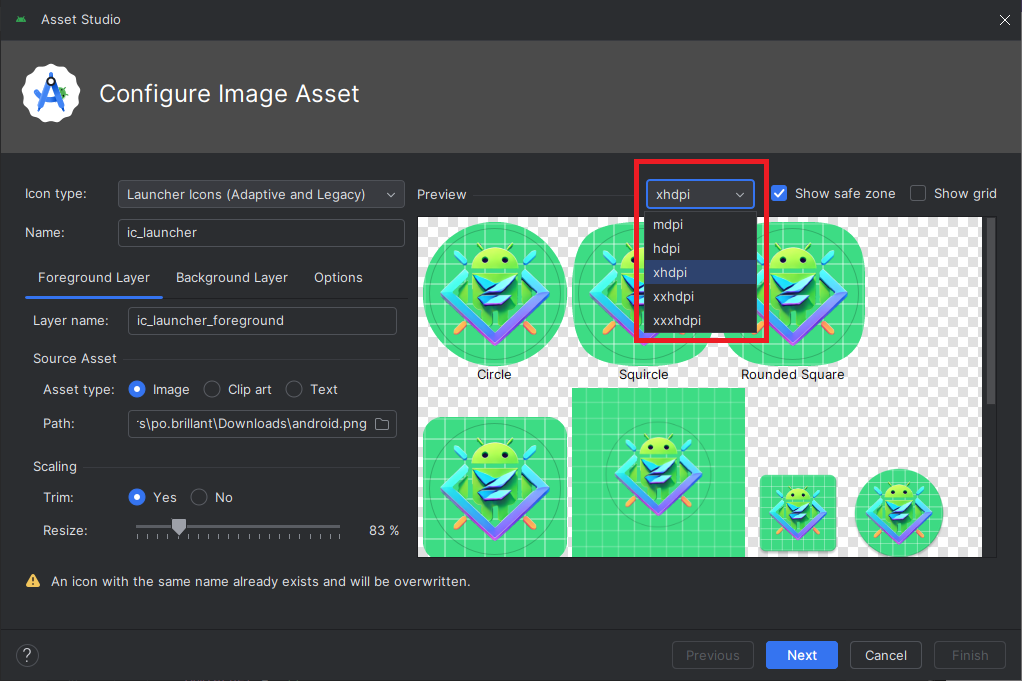 Asset Studio
Configure Image Asset
Icon type: Launcher Icons (Adaptive and Legacy) Preview xhdpi Show safe zone Show grid
Name: ic_launcher
mdpi
hdpi
xhdpi
xxhdpi
xxxhdpi
Foreground Layer Background Layer Options
Layer name: ic_launcher_foreground
Source Asset
Asset type: Image Clip art Text
Path: s\po.brillant\Downloads\android.png
Scaling
Trim: Yes No
Resize: 83 %
Circle Squircle Rounded Square
An icon with the same name already exists and will be overwritten.
? Previous Next Cancel Finish